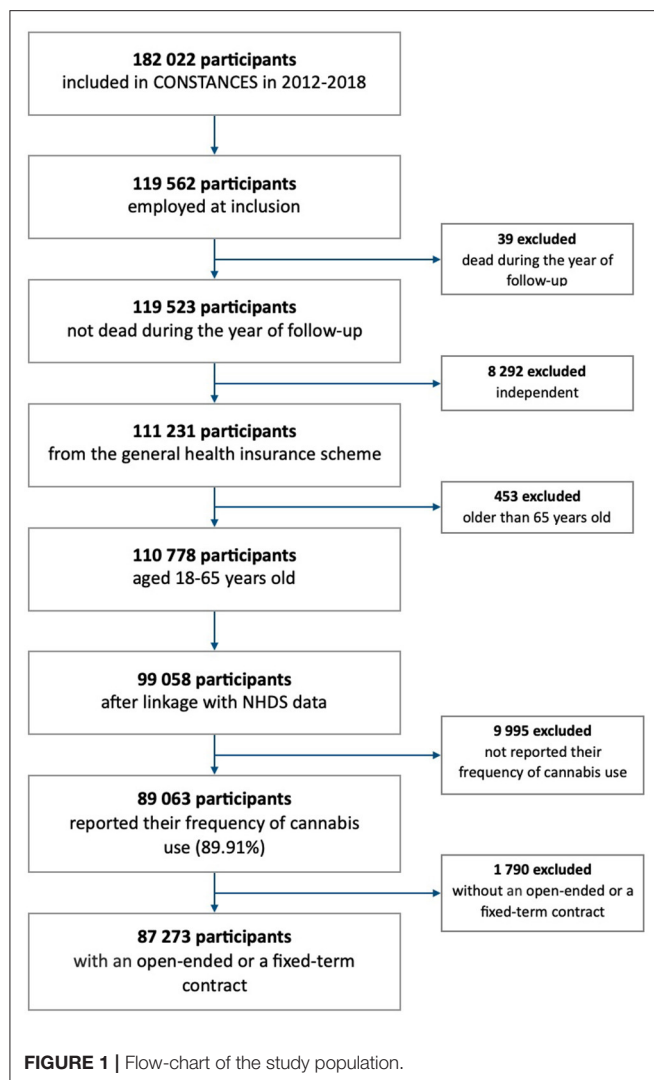 182 022 participants
included in CONSTANCES in 2012-2018
119 562 participants
employed at inclusion
39 excluded
dead during the year of
follow-up
119 523 participants
not dead during the year of follow-up
8 292 excluded
independent
111 231 participants
from the general health insurance scheme
453 excluded
older than 65 years old
110 778 participants
aged 18-65 years old
99 058 participants
after linkage with NHDS data
9 995 excluded
not reported their
frequency of cannabis use
89 063 participants
reported their frequency of cannabis
use (89.91%)
1 790 excluded
without an open-ended or a
fixed-term contract
87 273 participants
with an open-ended or a fixed-term
contract
FIGURE 1 | Flow-chart of the study population.